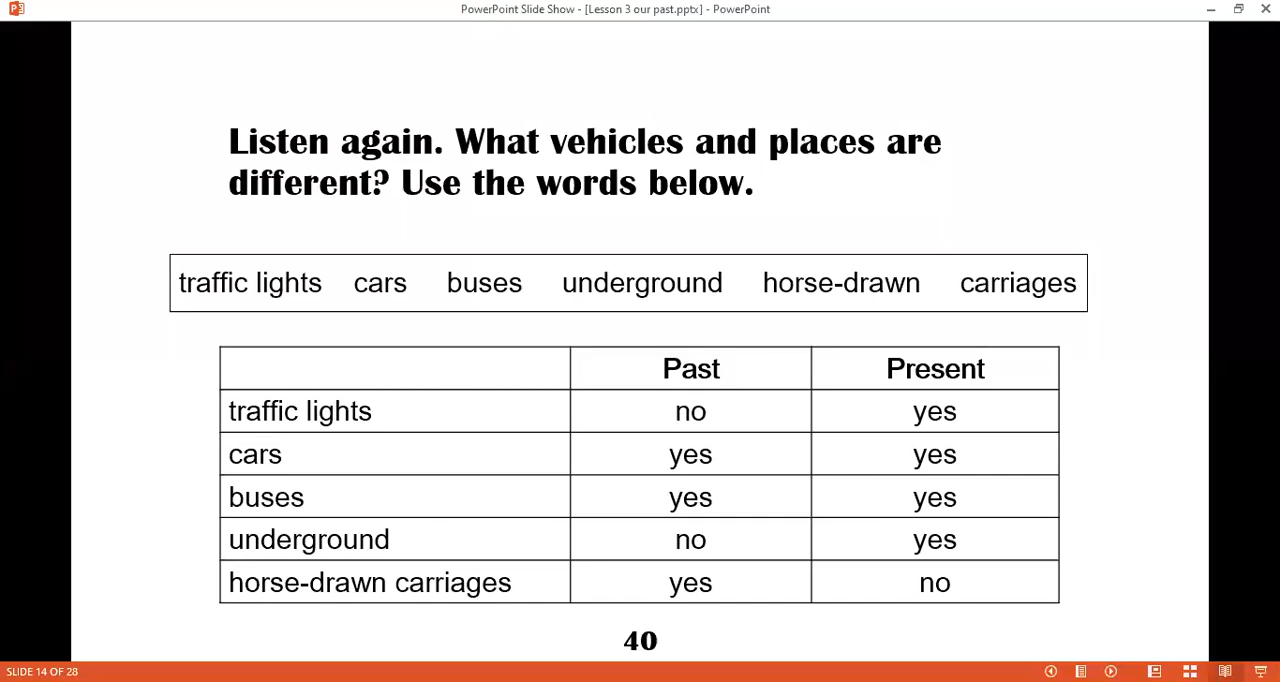 PowerPoint Slide Show - [Lesson 3 our past.pptx] - PowerPoint
Listen again. What vehicles and places are
different? Use the words below.
traffic lights cars buses underground horse-drawn carriages
Past Present
traffic lights no yes
cars yes yes
buses yes yes
underground no yes
horse-drawn carriages yes no
40
SLIDE 14 OF 28